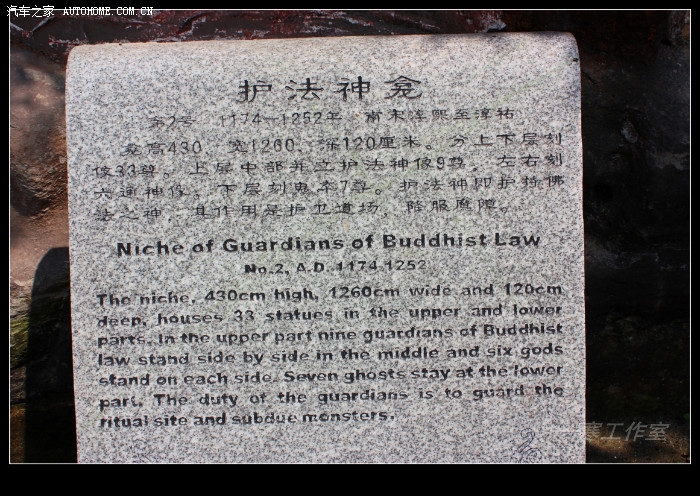 汽车之家 AUTOHOME.COM.CN
护法神龛
第2号 1174—1252年 南宋淳熙至淳祐
龛高430、宽1260、深120厘米。分上下层刻
像33尊。上层中部并立护法神像9尊，左右刻
六通神像，下层刻鬼卒7尊。护法神即护持佛
法之神，其作用是护卫道场，降服魔障。
Niche of Guardians of Buddhist Law
No.2, A.D. 1174-1252
The niche, 430cm high, 1260cm wide and 120cm
deep, houses 33 statues in the upper and lower
parts. In the upper part nine guardians of Buddhist
law stand side by side in the middle and six gods
stand on each side. Seven ghosts stay at the lower
part. The duty of the guardians is to guard the
ritual site and subdue monsters.
工作室